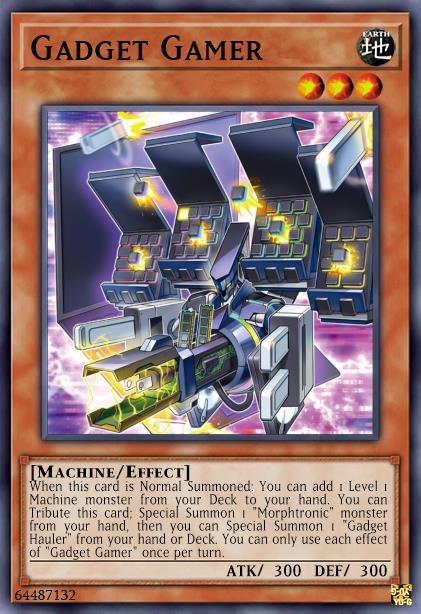 GADGET GAMER
EARTH
地
[MACHINE/EFFECT]
When this card is Normal Summoned: You can add 1 Level 1
Machine monster from your Deck to your hand. You can
Tribute this card; Special Summon 1 "Morphtronic" monster
from your hand, then you can Special Summon 1 "Gadget
Hauler" from your hand or Deck. You can only use each effect
of "Gadget Gamer" once per turn.
ATK/ 300 DEF/ 300
64487132